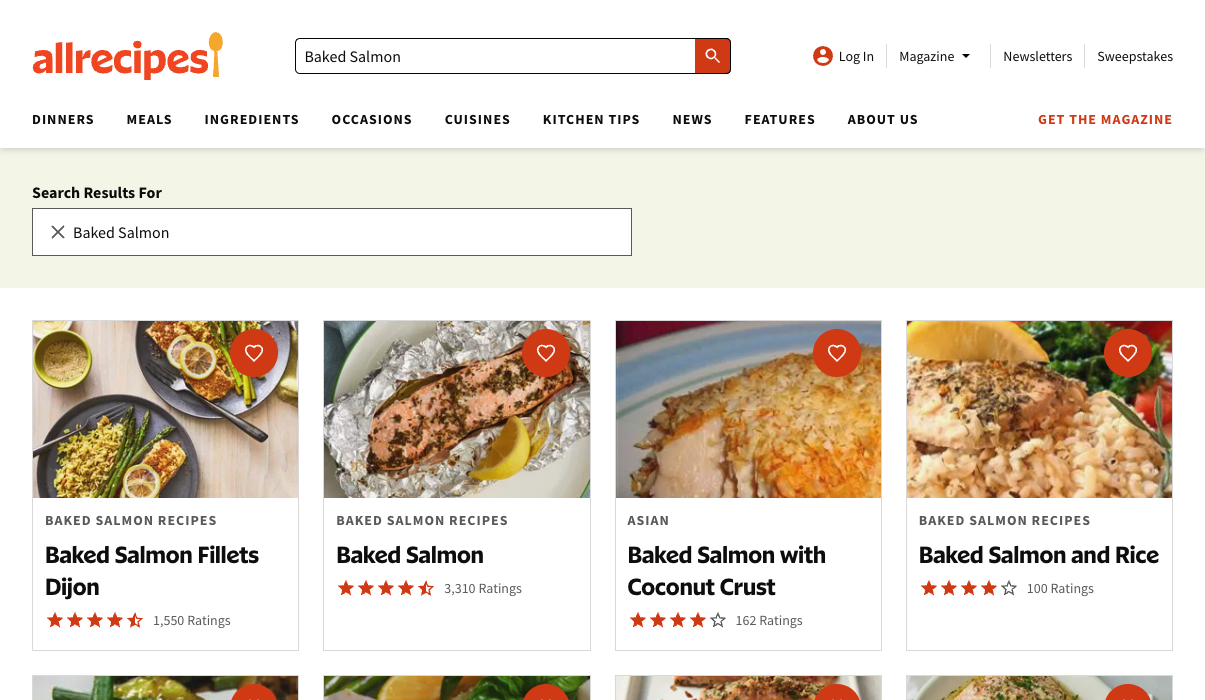 allrecipes
Baked Salmon
Log In
Magazine
Newsletters
Sweepstakes
DINNERS
MEALS
INGREDIENTS
OCCASIONS
CUISINES
KITCHEN TIPS
NEWS
FEATURES
ABOUT US
GET THE MAGAZINE
Search Results For
Baked Salmon
BAKED SALMON RECIPES
Baked Salmon Fillets
Dijon
1,550 Ratings
BAKED SALMON RECIPES
Baked Salmon
3,310 Ratings
ASIAN
Baked Salmon with
Coconut Crust
162 Ratings
BAKED SALMON RECIPES
Baked Salmon and Rice
100 Ratings